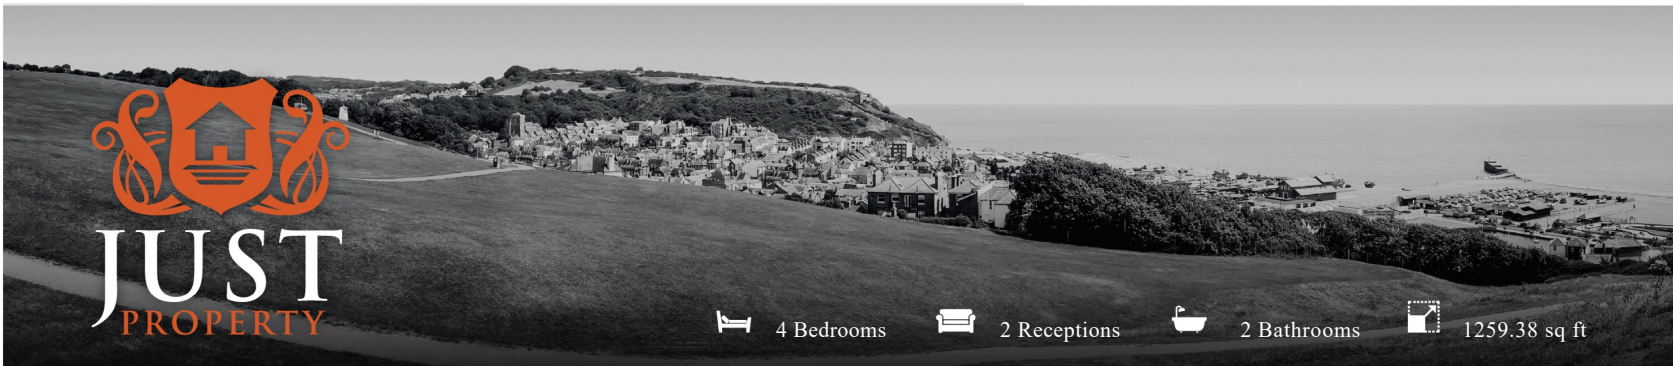 JUST
PROPERTY
4 Bedrooms 2 Receptions 2 Bathrooms 1259.38 sq ft